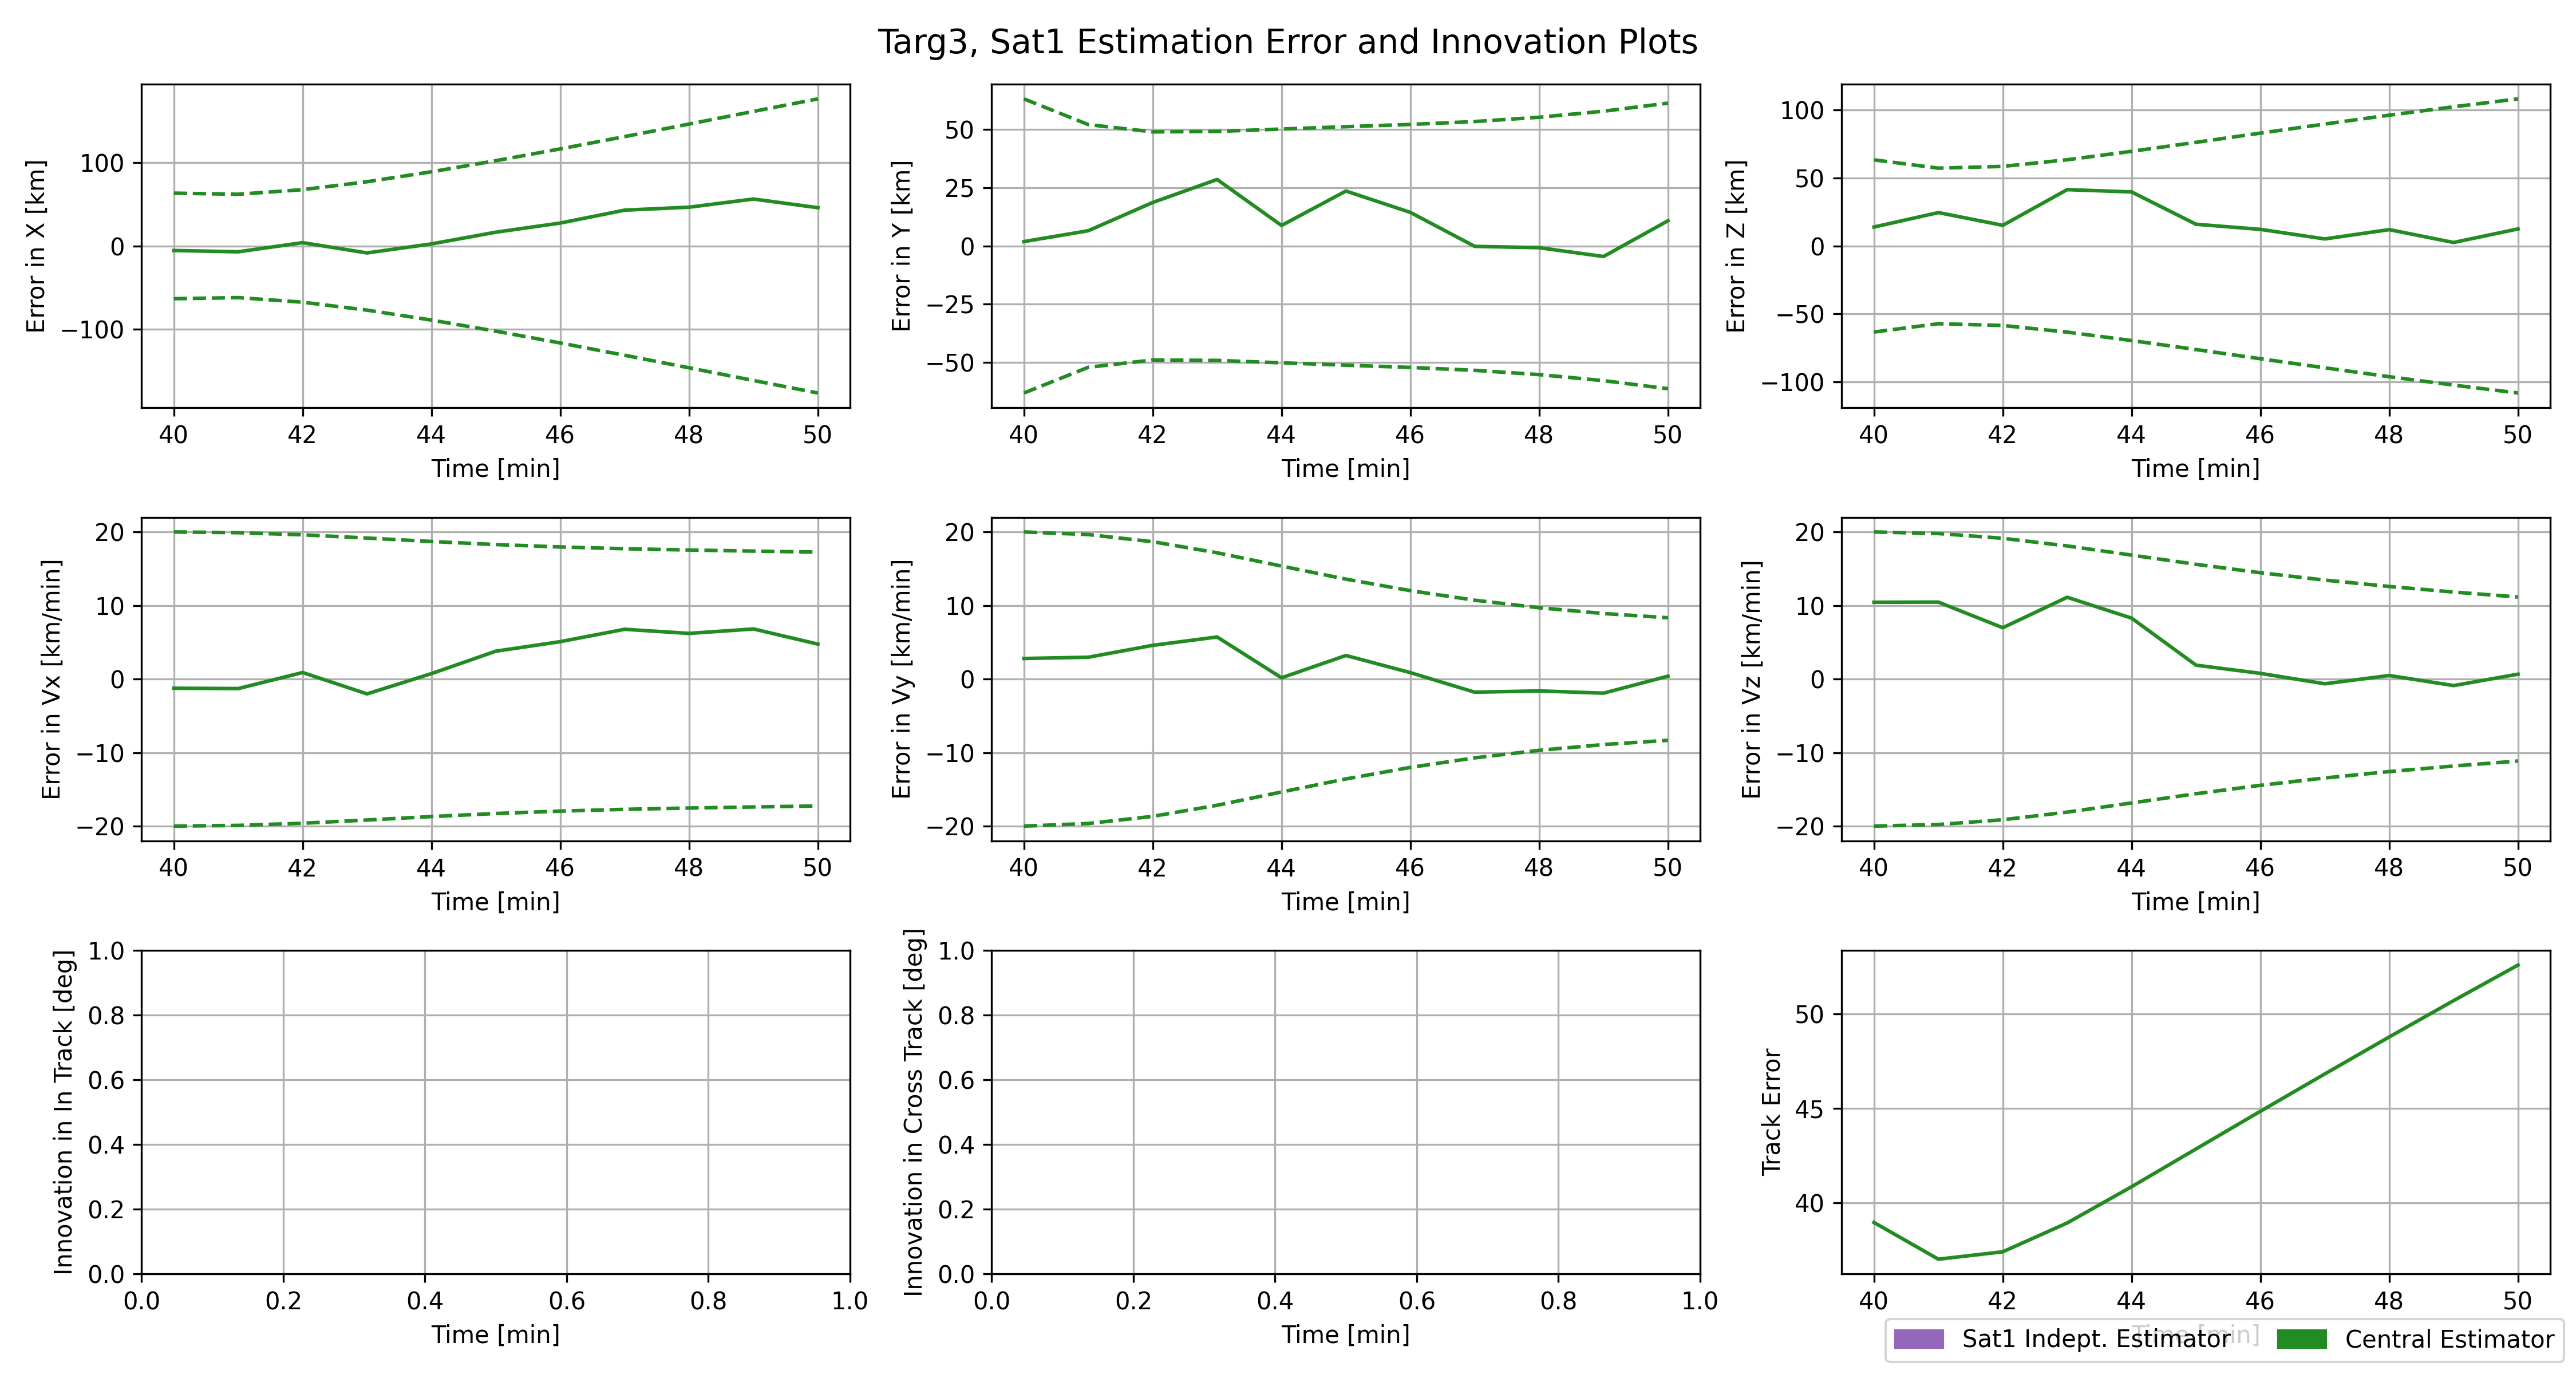 Targ3, Sat1 Estimation Error and Innovation Plots
Error in X [km]
100
0
−100
40 42 44 46 48 50
Time [min]
Error in Y [km]
50
25
0
−25
−50
40 42 44 46 48 50
Time [min]
Error in Z [km]
100
50
0
−50
−100
40 42 44 46 48 50
Time [min]
Error in Vx [km/min]
20
10
0
−10
−20
40 42 44 46 48 50
Time [min]
Error in Vy [km/min]
20
10
0
−10
−20
40 42 44 46 48 50
Time [min]
Error in Vz [km/min]
20
10
0
−10
−20
40 42 44 46 48 50
Time [min]
Innovation in In Track [deg]
1.0
0.8
0.6
0.4
0.2
0.0
0.0 0.2 0.4 0.6 0.8 1.0
Time [min]
Innovation in Cross Track [deg]
1.0
0.8
0.6
0.4
0.2
0.0
0.0 0.2 0.4 0.6 0.8 1.0
Time [min]
Track Error
50
45
40
40 42 44 46 48 50
Time [min]
Sat1 Indept. Estimator Central Estimator